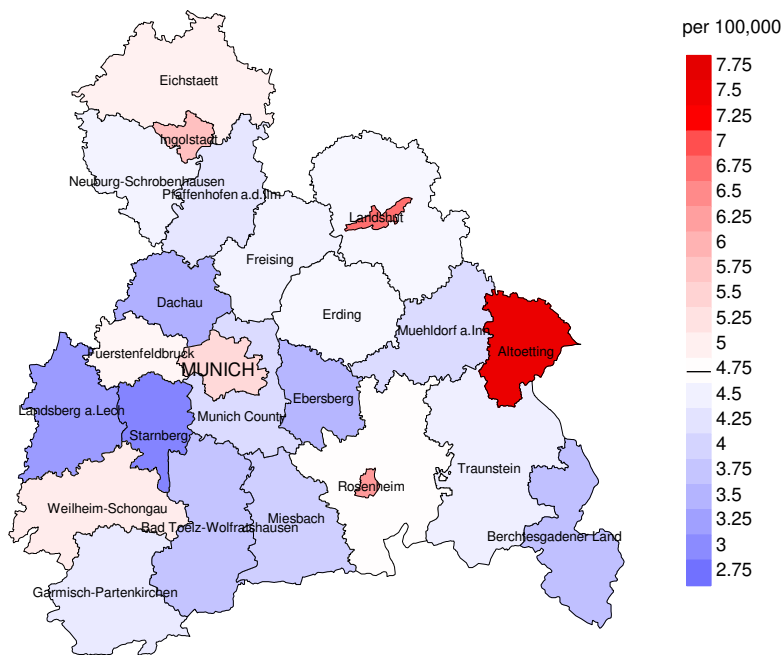 per 100,000
7.75
7.5
7.25
7
6.75
6.5
6.25
6
5.75
5.5
5.25
5
4.75
4.5
4.25
4
3.75
3.5
3.25
3
2.75
Eichstaett
Ingolstadt
Neuburg-Schrobenhausen
Pfaffenhofen a.d.Ilm
Landshut
Freising
Dachau
Erding
Muehldorf a.Inn
Altoetting
Fuerstenfeldbruck
MUNICH
Landsberg a.Lech
Starnberg
Munich County
Ebersberg
Traunstein
Rosenheim
Weilheim-Schongau
Bad Toelz-Wolfratshausen
Miesbach
Berchtesgadener Land
Garmisch-Partenkirchen